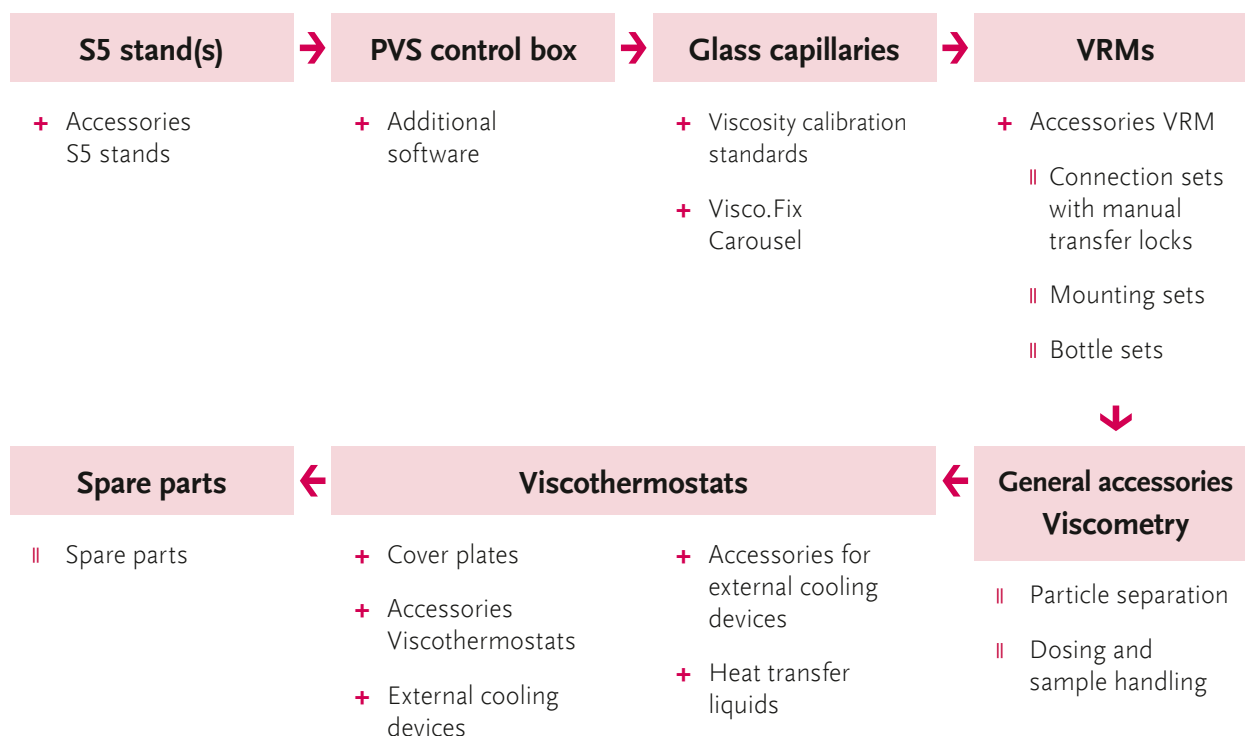 S5 stand(s)
PVS control box
Glass capillaries
VRMs
+ Accessories
S5 stands
+ Additional
software
+ Viscosity calibration
standards
+ Visco.Fix
Carousel
+ Accessories VRM
|| Connection sets
with manual
transfer locks
|| Mounting sets
|| Bottle sets
Spare parts
Viscothermostats
General accessories
Viscometry
|| Spare parts
+ Cover plates
+ Accessories
Viscothermostats
+ External cooling
devices
+ Accessories for
external cooling
devices
+ Heat transfer
liquids
|| Particle separation
|| Dosing and
sample handling